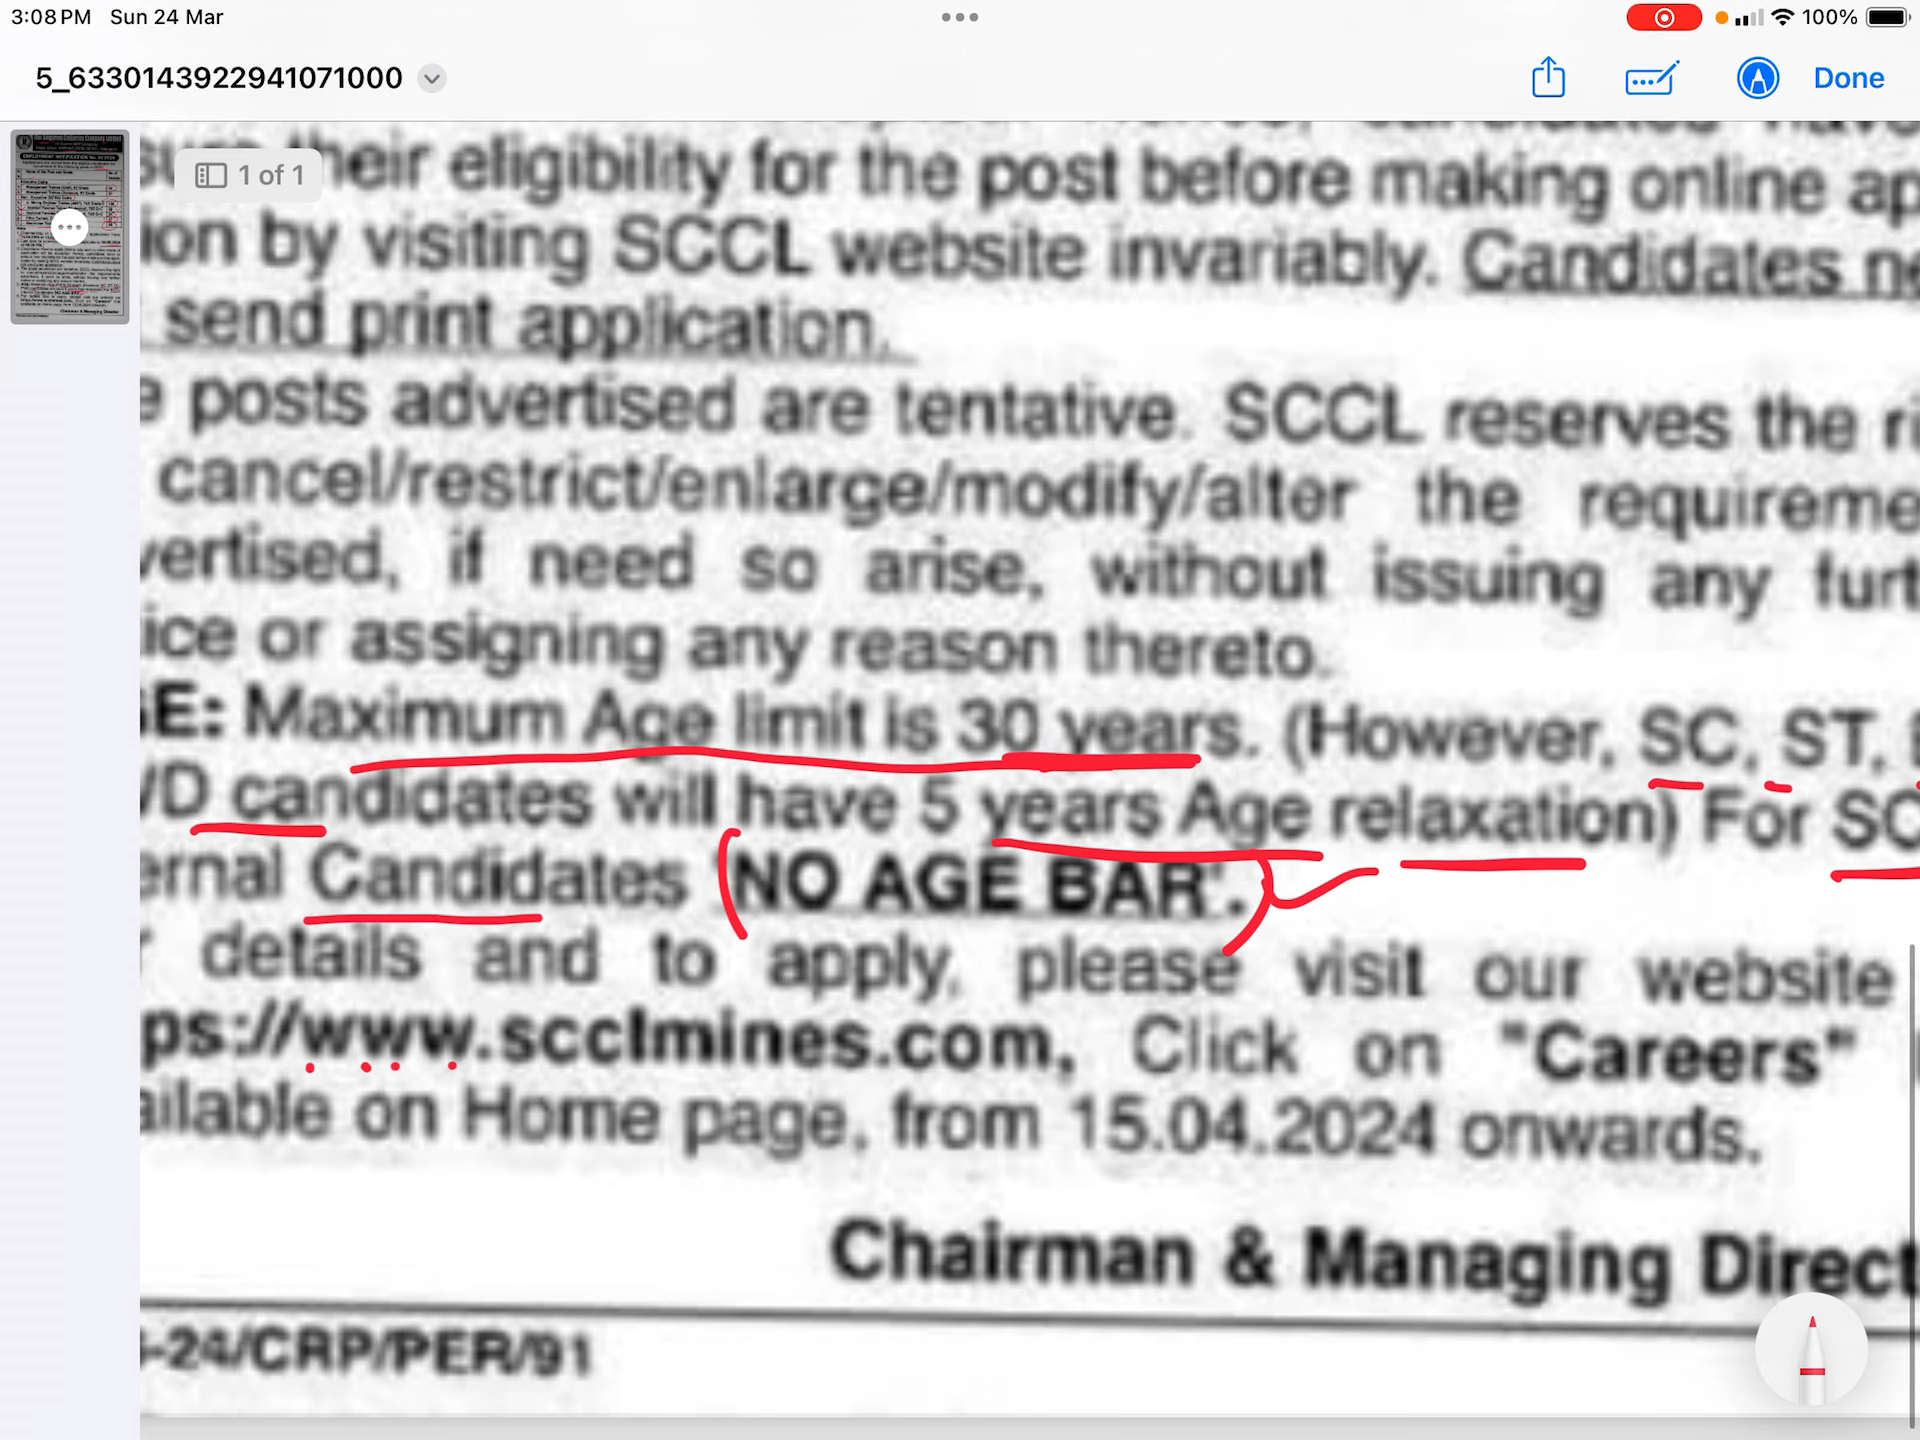 3:08 PM Sun 24 Mar
100%
5_6330143922941071000
Done
1 of 1
their eligibility for the post before making online ap
ion by visiting SCCL website invariably. Candidates ne
send print application.
e posts advertised are tentative. SCCL reserves the ri
cancel/restrict/enlarge/modify/alter the requireme
vertised, if need so arise, without issuing any furt
ice or assigning any reason thereto.
GE: Maximum Age limit is 30 years. (However, SC, ST,
WD candidates will have 5 years Age relaxation) For SC
ernal Candidates 'NO AGE BAR'.
details and to apply, please visit our website
ps://www.scclmines.com, Click on "Careers"
ailable on Home page, from 15.04.2024 onwards.
Chairman & Managing Direct
-24/CRP/PER/91